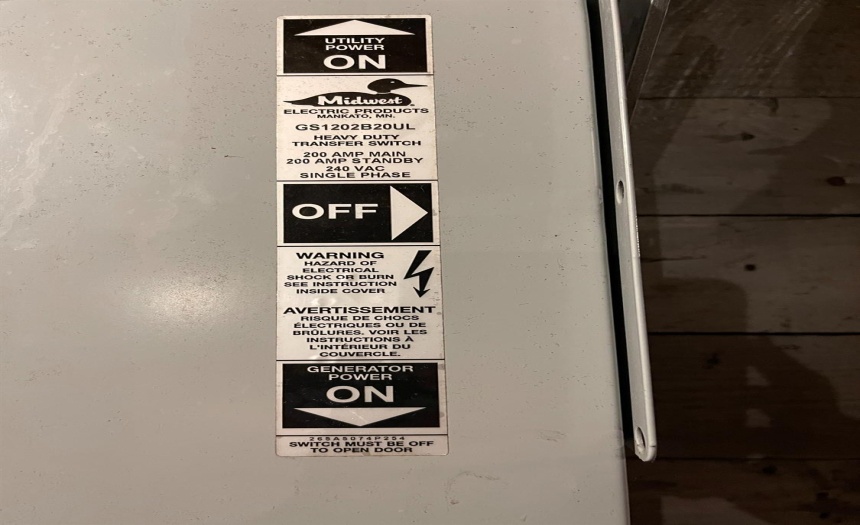 UTILITY
POWER
ON
Midwest
ELECTRIC PRODUCTS
MANKATO, MN.
GS1202B20UL
HEAVY DUTY
TRANSFER SWITCH
200 AMP MAIN
200 AMP STANDBY
240 VAC
SINGLE PHASE
OFF
WARNING
HAZARD OF
ELECTRICAL
SHOCK OR BURN
SEE INSTRUCTION
INSIDE COVER
AVERTISSEMENT
RISQUE DE CHOCS
ÉLECTRIQUES OU DE
BRÛLURES. VOIR LES
INSTRUCTIONS À
L'INTÉRIEUR DU
COUVERCLE.
GENERATOR
POWER
ON
265A5074P254
SWITCH MUST BE OFF
TO OPEN DOOR